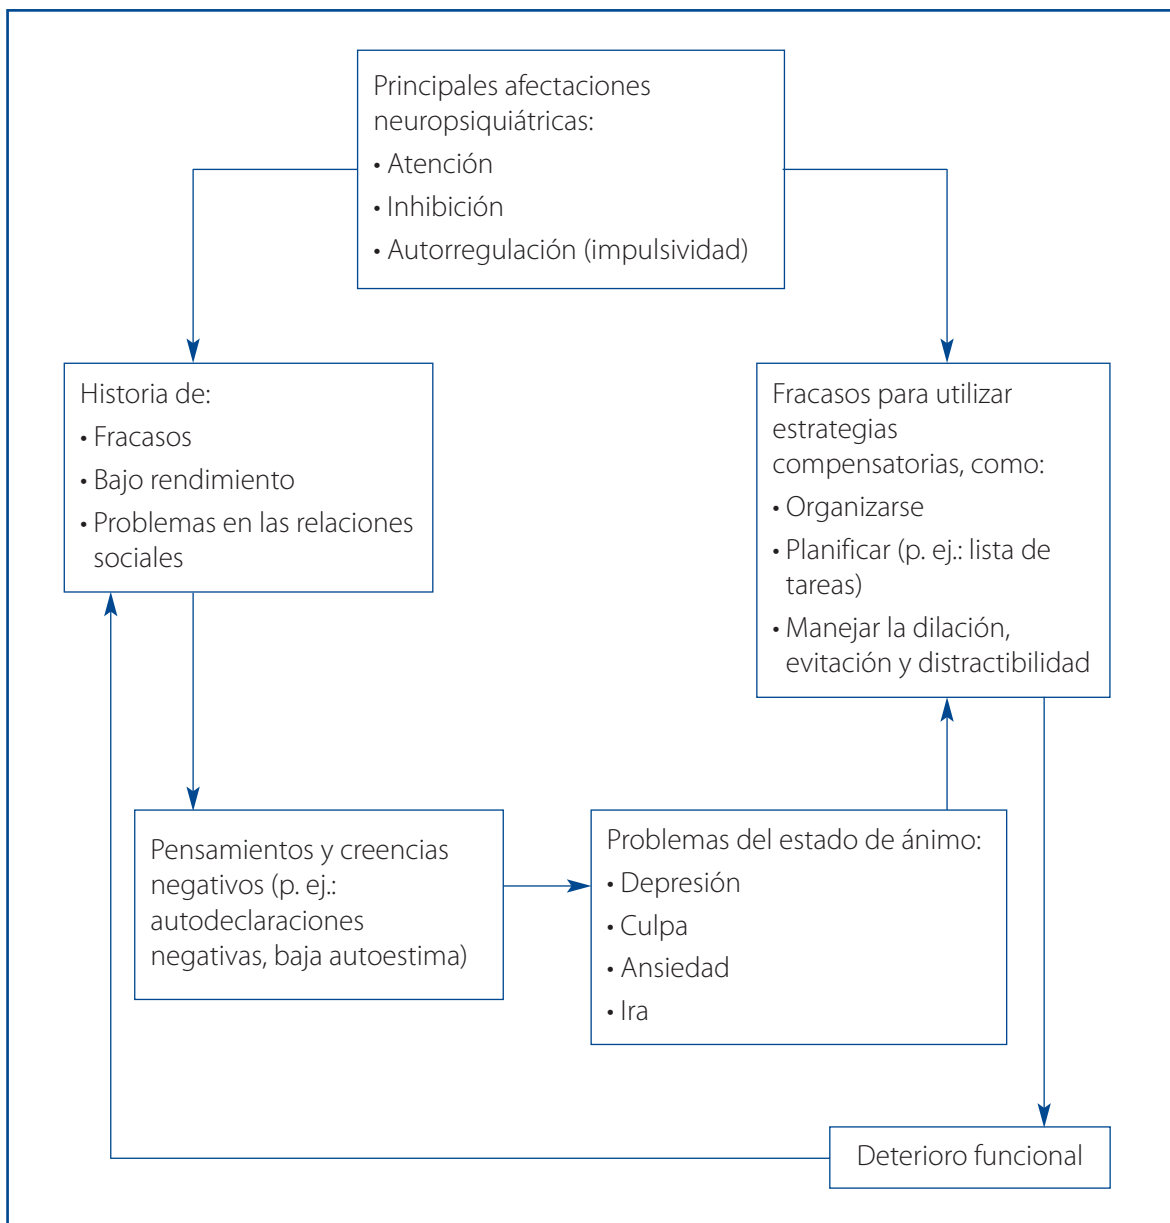 Principales afectaciones
neuropsiquiátricas:
• Atención
• Inhibición
• Autorregulación (impulsividad)
Historia de:
• Fracasos
• Bajo rendimiento
• Problemas en las relaciones
sociales
Fracasos para utilizar
estrategias
compensatorias, como:
• Organizarse
• Planificar (p. ej.: lista de
tareas)
• Manejar la dilación,
evitación y distractibilidad
Pensamientos y creencias
negativos (p. ej.:
autodeclaraciones
negativas, baja autoestima)
Problemas del estado de ánimo:
• Depresión
• Culpa
• Ansiedad
• Ira
Deterioro funcional